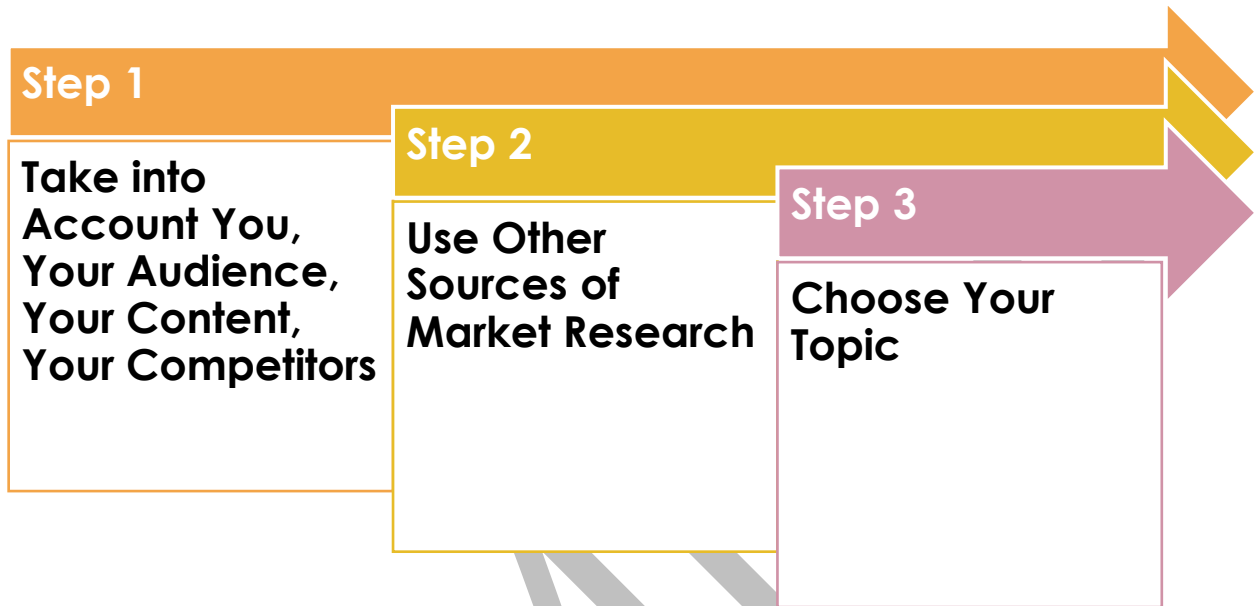 Step 1
Take into
Account You,
Your Audience,
Your Content,
Your Competitors
Step 2
Use Other
Sources of
Market Research
Step 3
Choose Your
Topic